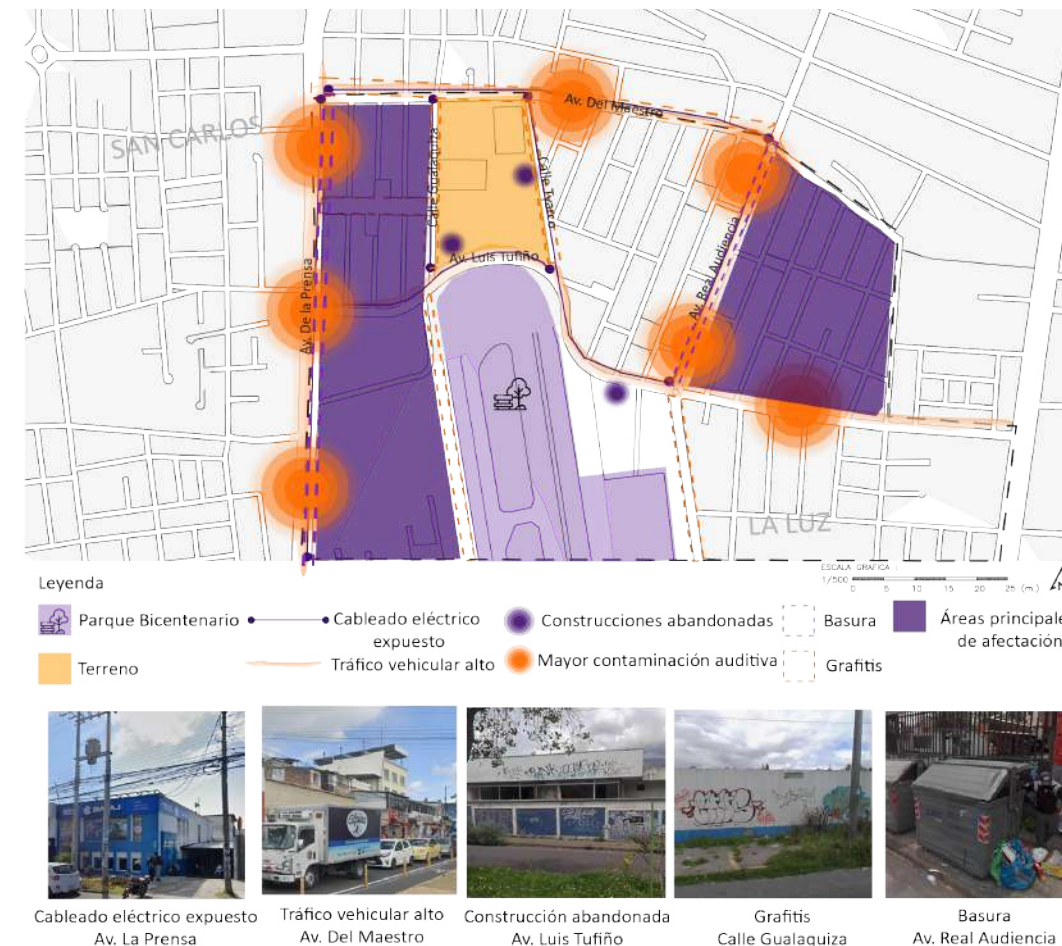 SAN CARLOS
Av. Del Maestro
Calle Gualaquiza
Calle Tyarco
Av. Luis Tufiño
Av. Real Audiencia
Av. De la Prensa
LA LUZ
Leyenda
ESCALA GRAFICA :
1/500 0 5 10 15 20 25 (m.)
Parque Bicentenario
Cableado eléctrico
expuesto
Construcciones abandonadas
Basura
Áreas principale
de afectación
Terreno
Tráfico vehicular alto
Mayor contaminación auditiva
Grafitis
Cableado eléctrico expuesto
Av. La Prensa
Tráfico vehicular alto
Av. Del Maestro
Construcción abandonada
Av. Luis Tufiño
Grafitis
Calle Gualaquiza
Basura
Av. Real Audiencia